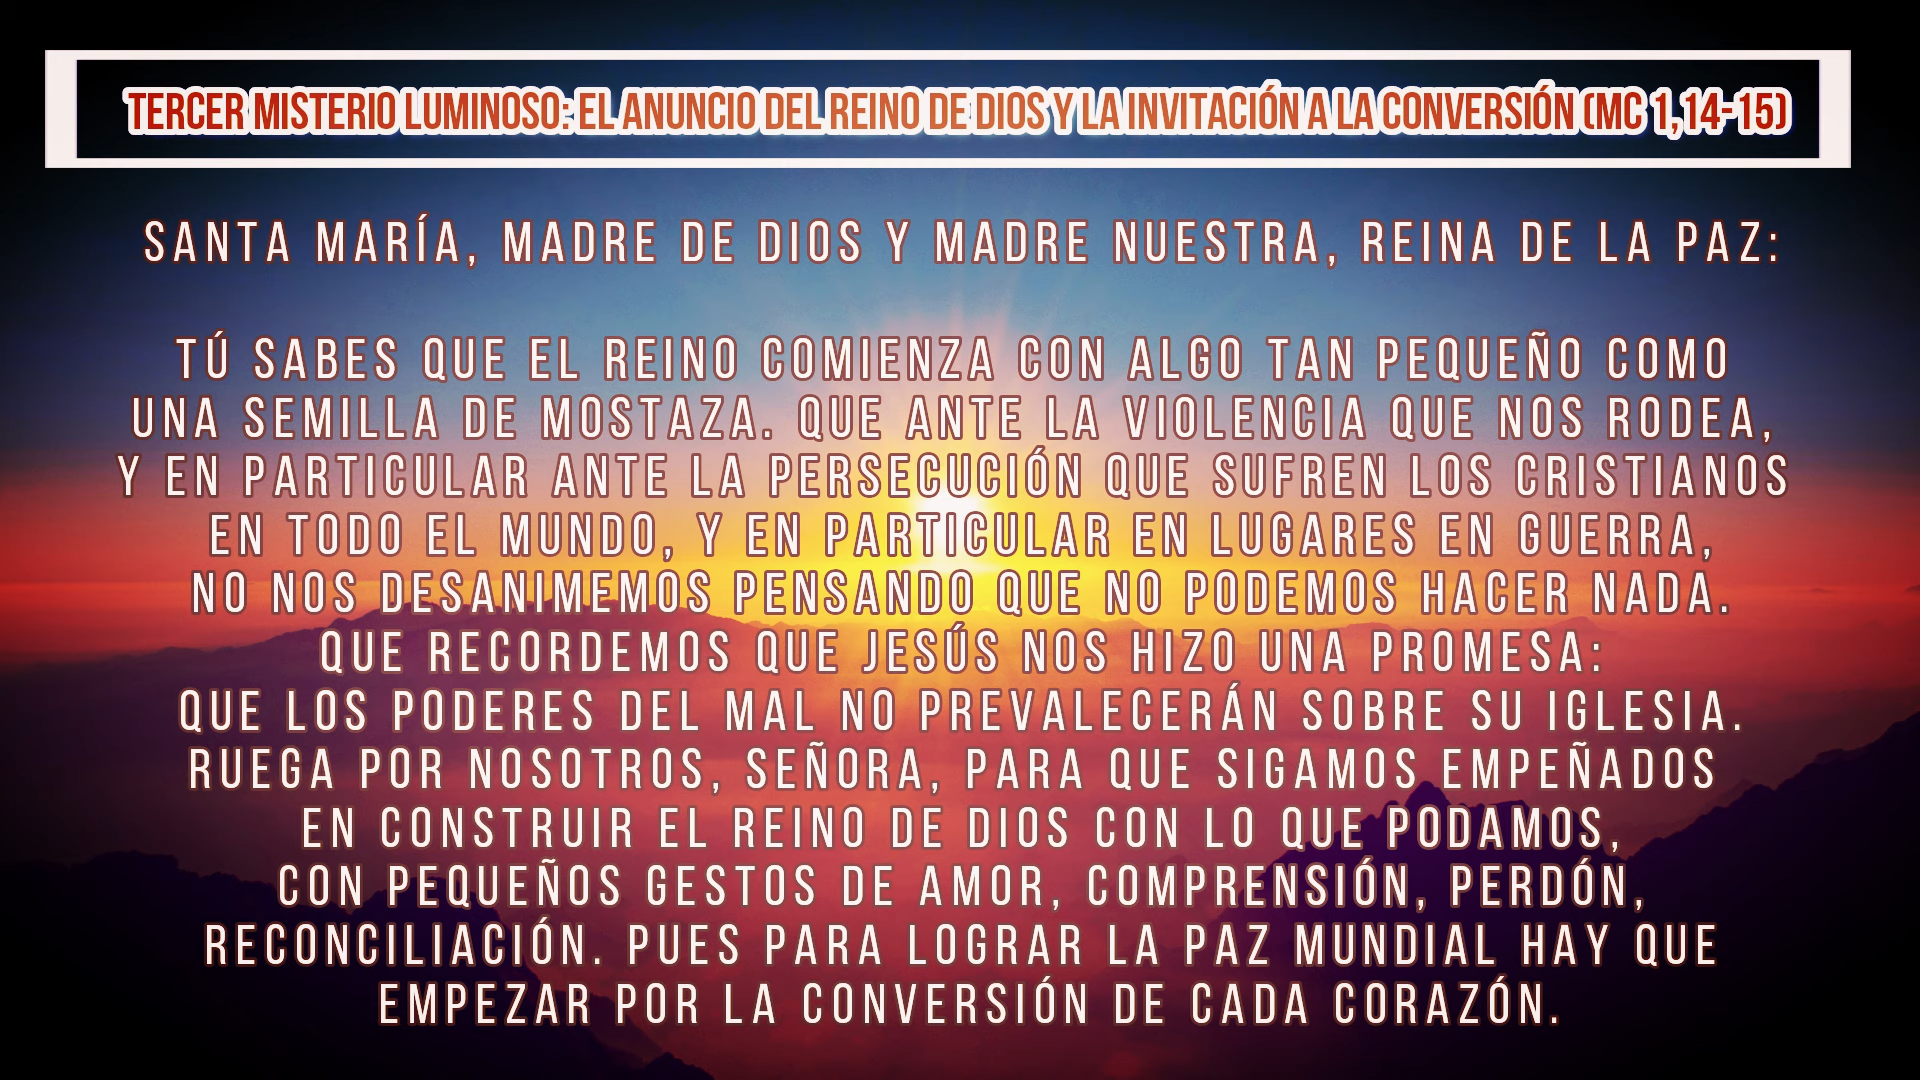 TERCER MISTERIO LUMINOSO: EL ANUNCIO DEL REINO DE DIOS Y LA INVITACIÓN A LA CONVERSIÓN (MC 1,14-15)
SANTA MARÍA, MADRE DE DIOS Y MADRE NUESTRA, REINA DE LA PAZ:
TÚ SABES QUE EL REINO COMIENZA CON ALGO TAN PEQUEÑO COMO
UNA SEMILLA DE MOSTAZA. QUE ANTE LA VIOLENCIA QUE NOS RODEA,
Y EN PARTICULAR ANTE LA PERSECUCIÓN QUE SUFREN LOS CRISTIANOS
EN TODO EL MUNDO, Y EN PARTICULAR EN LUGARES EN GUERRA,
NO NOS DESANIMEMOS PENSANDO QUE NO PODEMOS HACER NADA.
QUE RECORDEMOS QUE JESÚS NOS HIZO UNA PROMESA:
QUE LOS PODERES DEL MAL NO PREVALECERÁN SOBRE SU IGLESIA.
RUEGA POR NOSOTROS, SEÑORA, PARA QUE SIGAMOS EMPEÑADOS
EN CONSTRUIR EL REINO DE DIOS CON LO QUE PODAMOS,
CON PEQUEÑOS GESTOS DE AMOR, COMPRENSIÓN, PERDÓN,
RECONCILIACIÓN. PUES PARA LOGRAR LA PAZ MUNDIAL HAY QUE
EMPEZAR POR LA CONVERSIÓN DE CADA CORAZÓN.